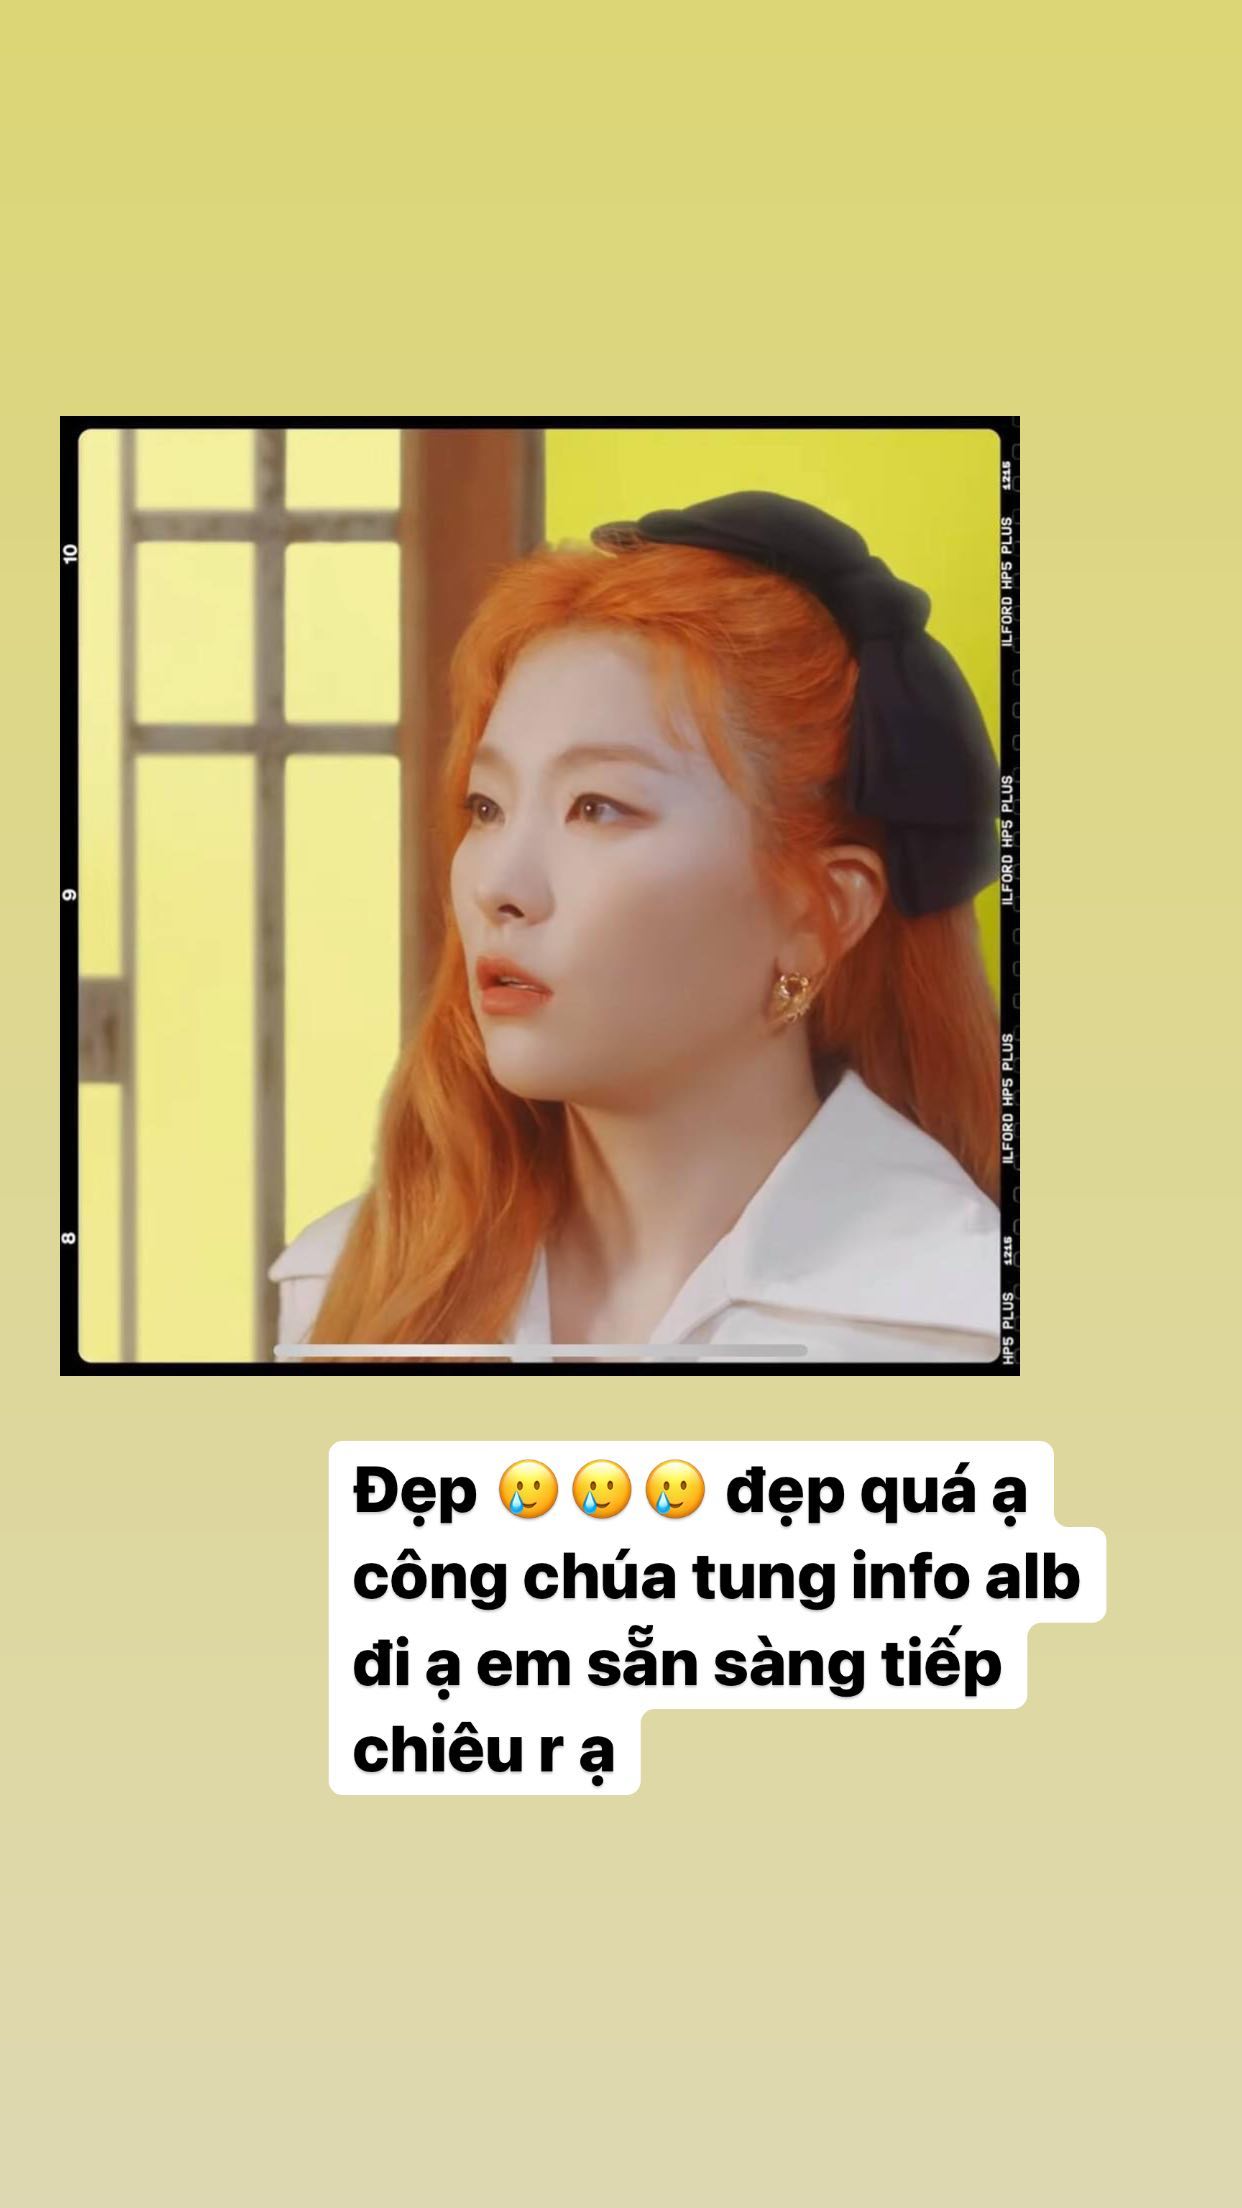 10
9
8
1215
ILFORD HP5 PLUS
ILFORD HP5 PLUS
ILFORD HP5 PLUS
1215
HP5 PLUS
Đẹp 🥲🥲🥲 đẹp quá ạ
công chúa tung info alb
đi ạ em sẵn sàng tiếp
chiêu r ạ